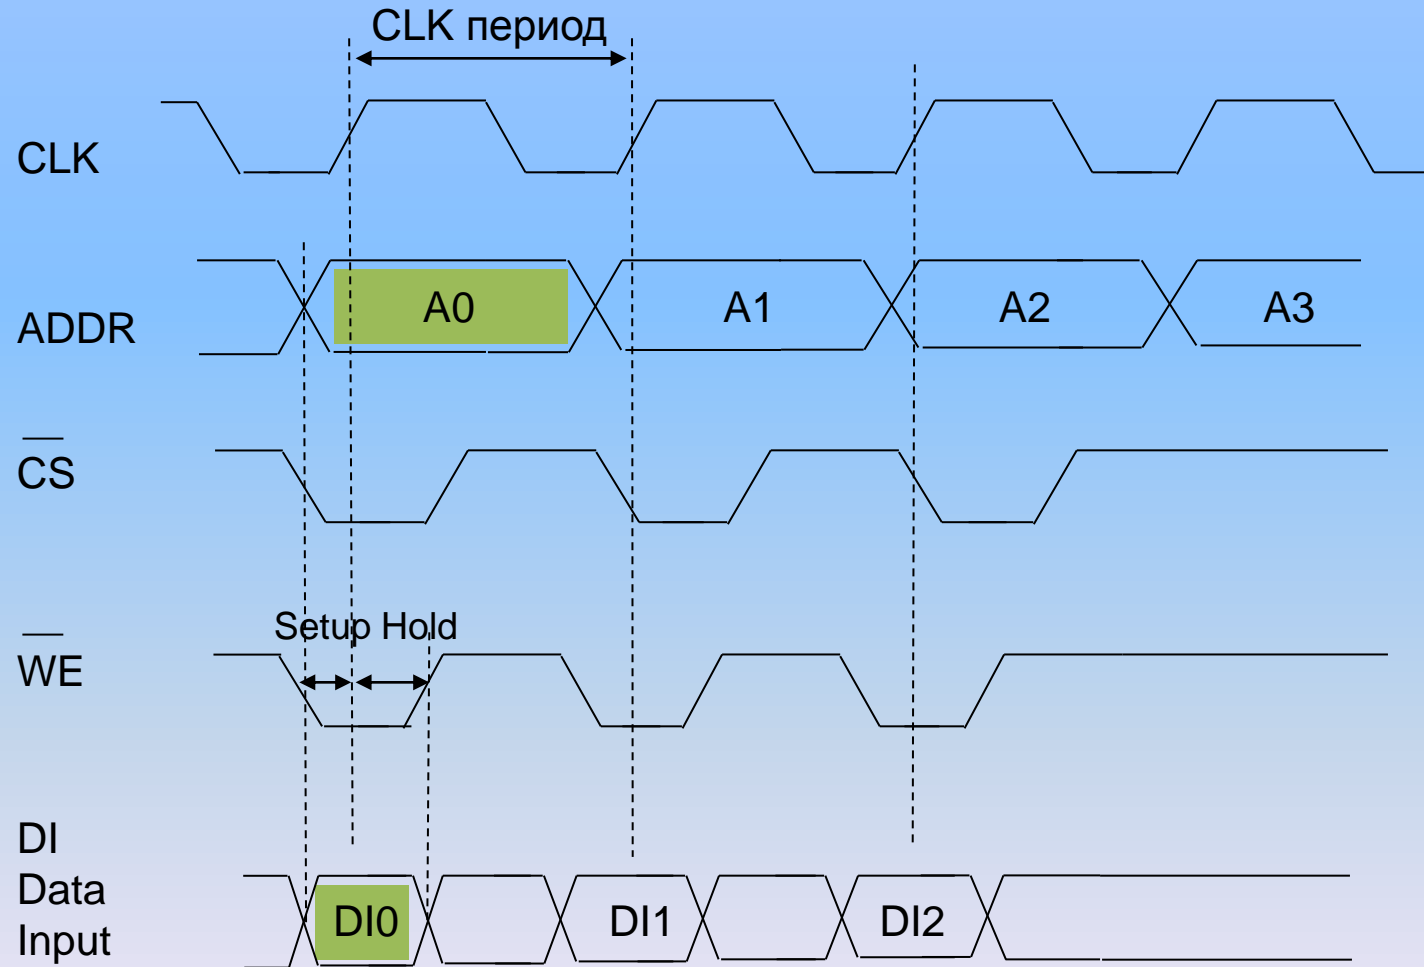 CLK период
CLK
ADDR
A0
A1
A2
A3
CS
Setup Hold
WE
DI
Data
Input
DI0
DI1
DI2